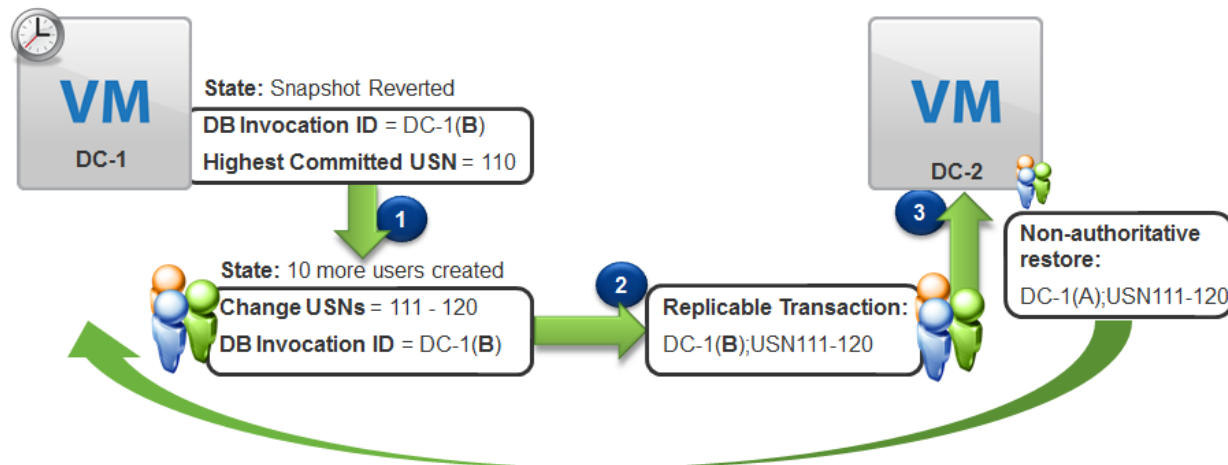 VM
DC-1
State: Snapshot Reverted
DB Invocation ID = DC-1(B)
Highest Committed USN = 110
1
State: 10 more users created
Change USNs = 111 - 120
DB Invocation ID = DC-1(B)
2
Replicable Transaction:
DC-1(B);USN111-120
3
VM
DC-2
Non-authoritative
restore:
DC-1(A);USN111-120